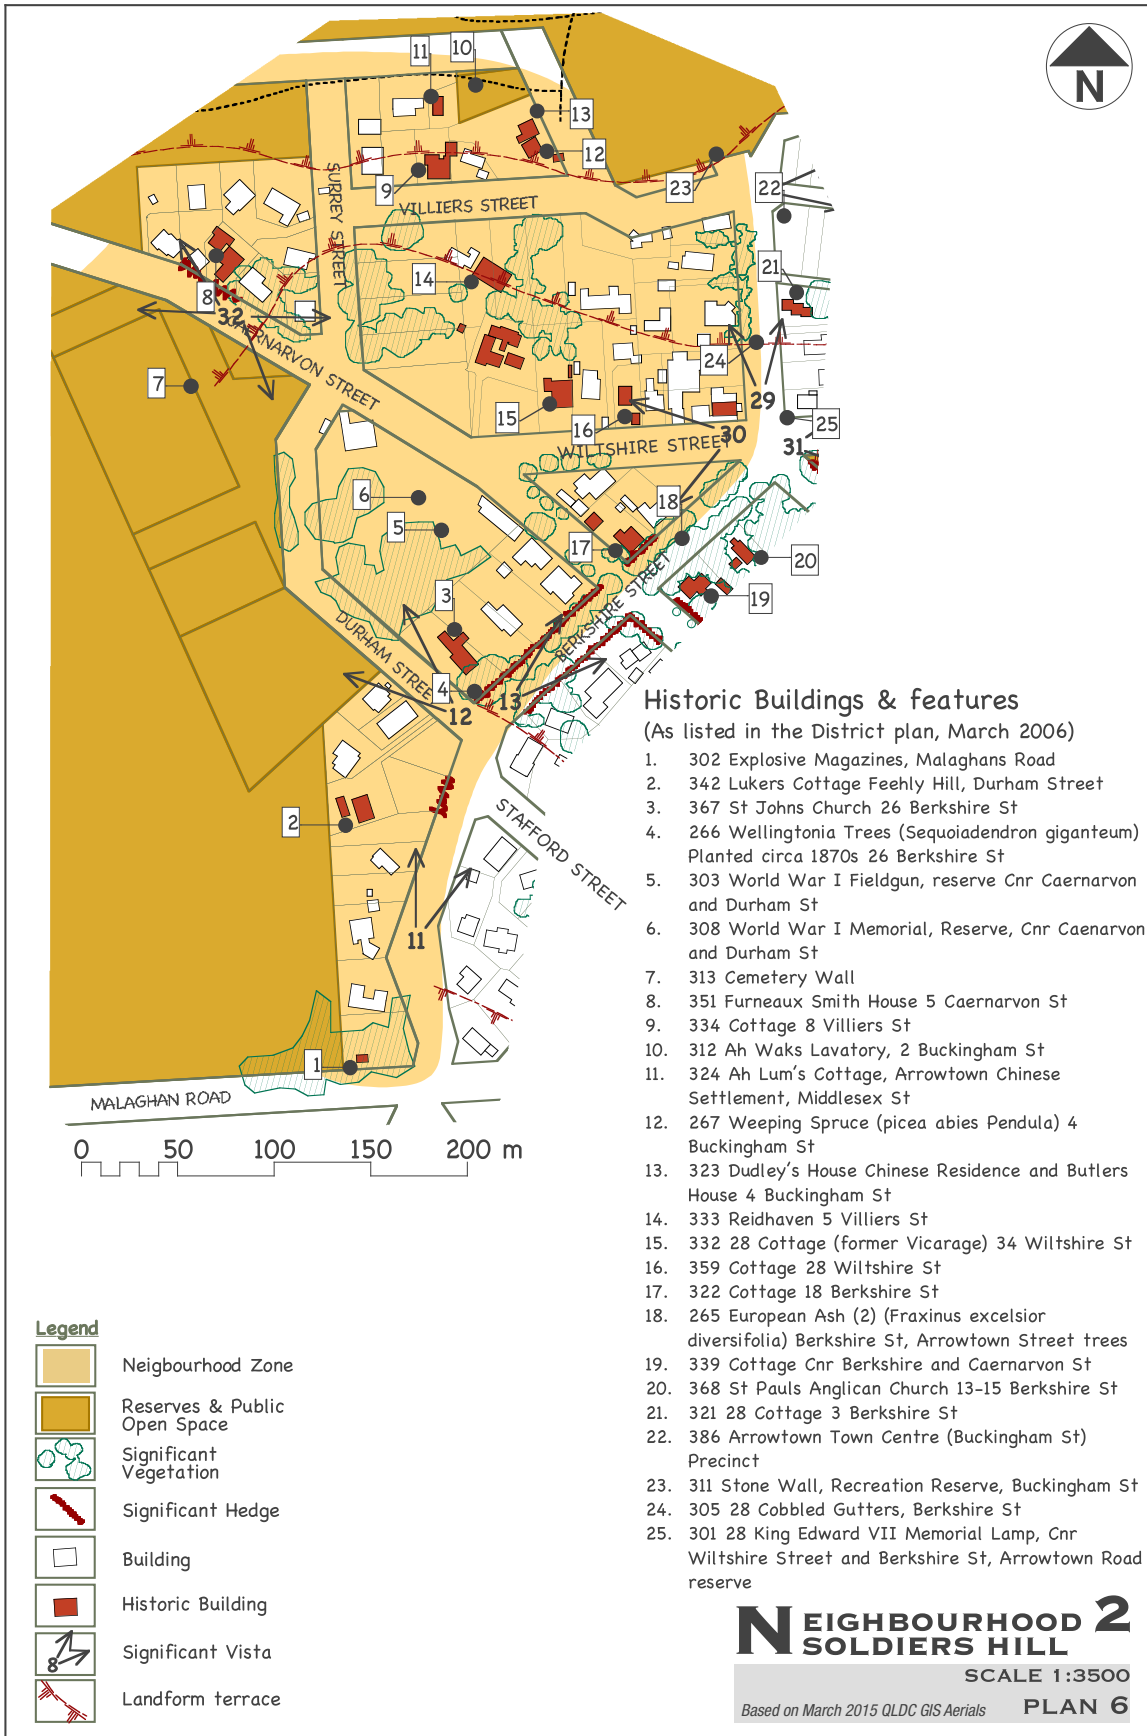 N
11
10
13
12
9
23
22
SURREY STREET
VILLIERS STREET
21
14
8
32
CAERNARVON STREET
7
24
29
15
16
30
25
31
WILTSHIRE STREET
6
18
5
17
20
3
19
BERKSHIRE STREET
DURHAM STREET
4
13
12
2
STAFFORD STREET
11
1
MALAGHAN ROAD
0 50 100 150 200 m
Historic Buildings & features
(As listed in the District plan, March 2006)
1. 302 Explosive Magazines, Malaghans Road
2. 342 Lukers Cottage Feehly Hill, Durham Street
3. 367 St Johns Church 26 Berkshire St
4. 266 Wellingtonia Trees (Sequoiadendron giganteum)
Planted circa 1870s 26 Berkshire St
5. 303 World War I Fieldgun, reserve Cnr Caernarvon
and Durham St
6. 308 World War I Memorial, Reserve, Cnr Caenarvon
and Durham St
7. 313 Cemetery Wall
8. 351 Furneaux Smith House 5 Caernarvon St
9. 334 Cottage 8 Villiers St
10. 312 Ah Waks Lavatory, 2 Buckingham St
11. 324 Ah Lum's Cottage, Arrowtown Chinese
Settlement, Middlesex St
12. 267 Weeping Spruce (picea abies Pendula) 4
Buckingham St
13. 323 Dudley's House Chinese Residence and Butlers
House 4 Buckingham St
14. 333 Reidhaven 5 Villiers St
15. 332 28 Cottage (former Vicarage) 34 Wiltshire St
16. 359 Cottage 28 Wiltshire St
17. 322 Cottage 18 Berkshire St
18. 265 European Ash (2) (Fraxinus excelsior
diversifolia) Berkshire St, Arrowtown Street trees
19. 339 Cottage Cnr Berkshire and Caernarvon St
20. 368 St Pauls Anglican Church 13-15 Berkshire St
21. 321 28 Cottage 3 Berkshire St
22. 386 Arrowtown Town Centre (Buckingham St)
Precinct
23. 311 Stone Wall, Recreation Reserve, Buckingham St
24. 305 28 Cobbled Gutters, Berkshire St
25. 301 28 King Edward VII Memorial Lamp, Cnr
Wiltshire Street and Berkshire St, Arrowtown Road
reserve
Legend
Neigbourhood Zone
Reserves & Public
Open Space
Significant
Vegetation
Significant Hedge
Building
Historic Building
8
Significant Vista
Landform terrace
NEIGHBOURHOOD 2
SOLDIERS HILL
SCALE 1:3500
Based on March 2015 QLDC GIS Aerials PLAN 6